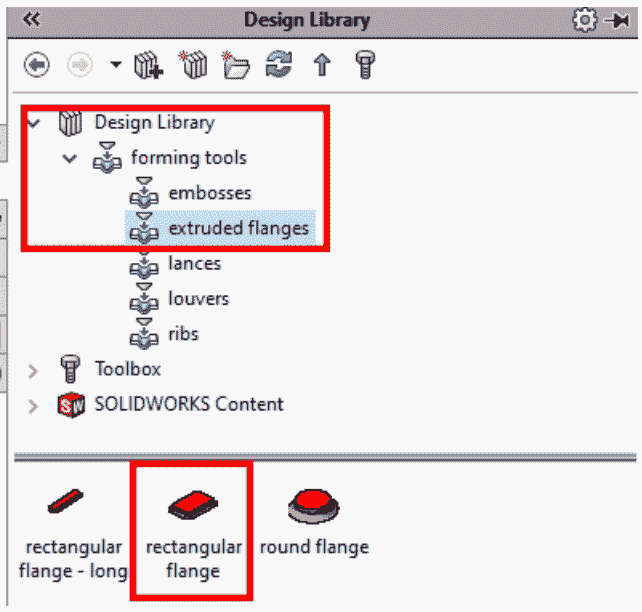 Design Library
Design Library
forming tools
embosses
extruded flanges
lances
louvers
ribs
Toolbox
SW SOLIDWORKS Content
rectangular flange - long
rectangular flange
round flange